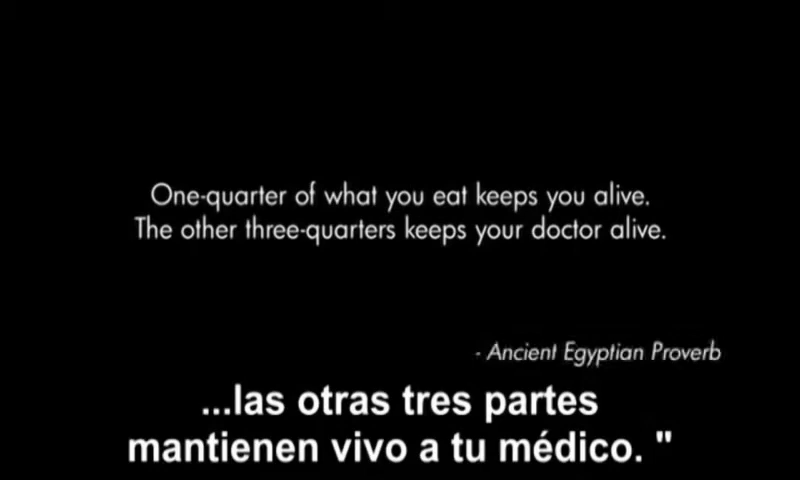 One-quarter of what you eat keeps you alive.
The other three-quarters keeps your doctor alive.
- Ancient Egyptian Proverb
...las otras tres partes
mantienen vivo a tu médico. "